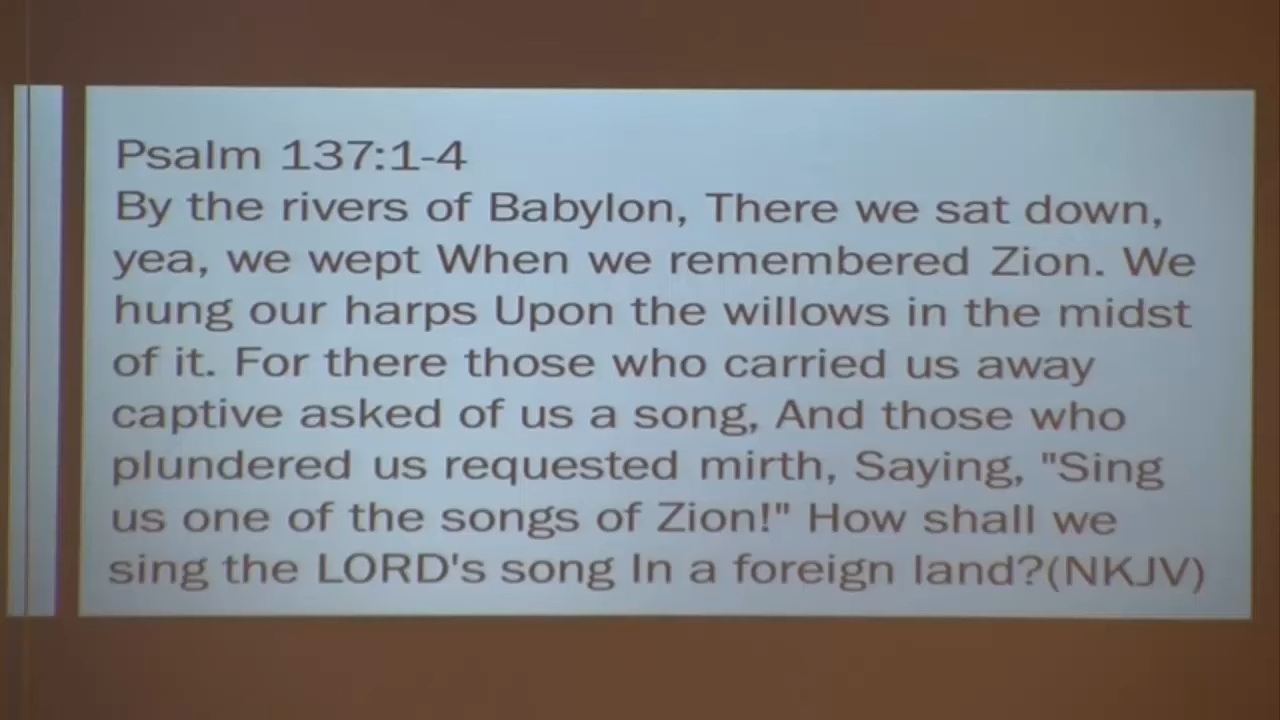 Psalm 137:1-4
By the rivers of Babylon, There we sat down,
yea, we wept When we remembered Zion. We
hung our harps Upon the willows in the midst
of it. For there those who carried us away
captive asked of us a song, And those who
plundered us requested mirth, Saying, "Sing
us one of the songs of Zion!" How shall we
sing the LORD's song In a foreign land?(NKJV)